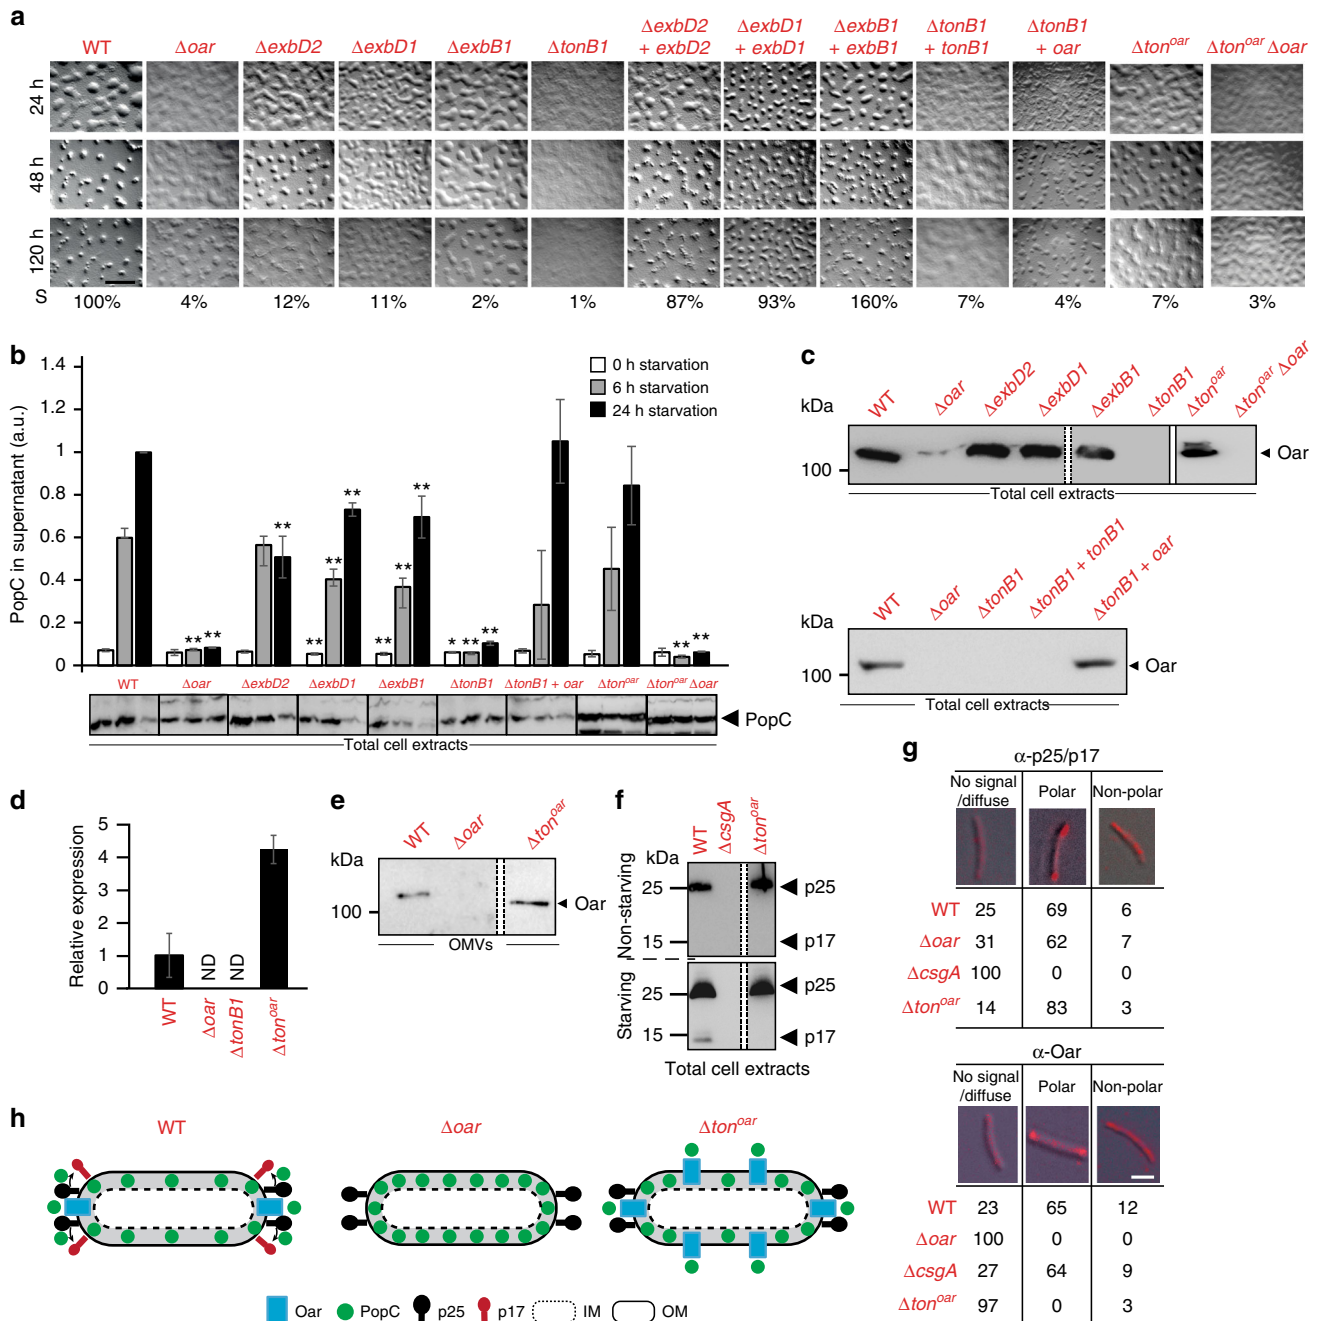 a
WT Δoar ΔexbD2 ΔexbD1 ΔexbB1 ΔtonB1 ΔexbD2 + exbD2 ΔexbD1 + exbD1 ΔexbB1 + exbB1 ΔtonB1 + tonB1 ΔtonB1 + oar Δton^oar Δton^oar Δoar
24 h
48 h
120 h
S 100% 4% 12% 11% 2% 1% 87% 93% 160% 7% 4% 7% 3%
b
PopC in supernatant (a.u.)
1.4
1.2
1
0.8
0.6
0.4
0.2
0
0 h starvation
6 h starvation
24 h starvation
** ** ** ** ** ** ** ** ** * ** ** ** **
WT Δoar ΔexbD2 ΔexbD1 ΔexbB1 ΔtonB1 ΔtonB1 + oar Δton^oar Δton^oar Δoar
PopC
Total cell extracts
c
kDa
WT Δoar ΔexbD2 ΔexbD1 ΔexbB1 ΔtonB1 Δton^oar Δton^oar Δoar
100
Oar
Total cell extracts
kDa
WT Δoar ΔtonB1 ΔtonB1 + tonB1 ΔtonB1 + oar
100
Oar
Total cell extracts
d
Relative expression
5
4
3
2
1
0
ND ND
WT Δoar ΔtonB1 Δton^oar
e
kDa
WT Δoar Δton^oar
100
Oar
OMVs
f
kDa
WT ΔcsgA Δton^oar
Non-starving
25
15
p25
p17
Starving
25
15
p25
p17
Total cell extracts
g
α-p25/p17
No signal /diffuse Polar Non-polar
WT 25 69 6
Δoar 31 62 7
ΔcsgA 100 0 0
Δton^oar 14 83 3
α-Oar
No signal /diffuse Polar Non-polar
WT 23 65 12
Δoar 100 0 0
ΔcsgA 27 64 9
Δton^oar 97 0 3
h
WT Δoar Δton^oar
Oar PopC p25 p17 IM OM